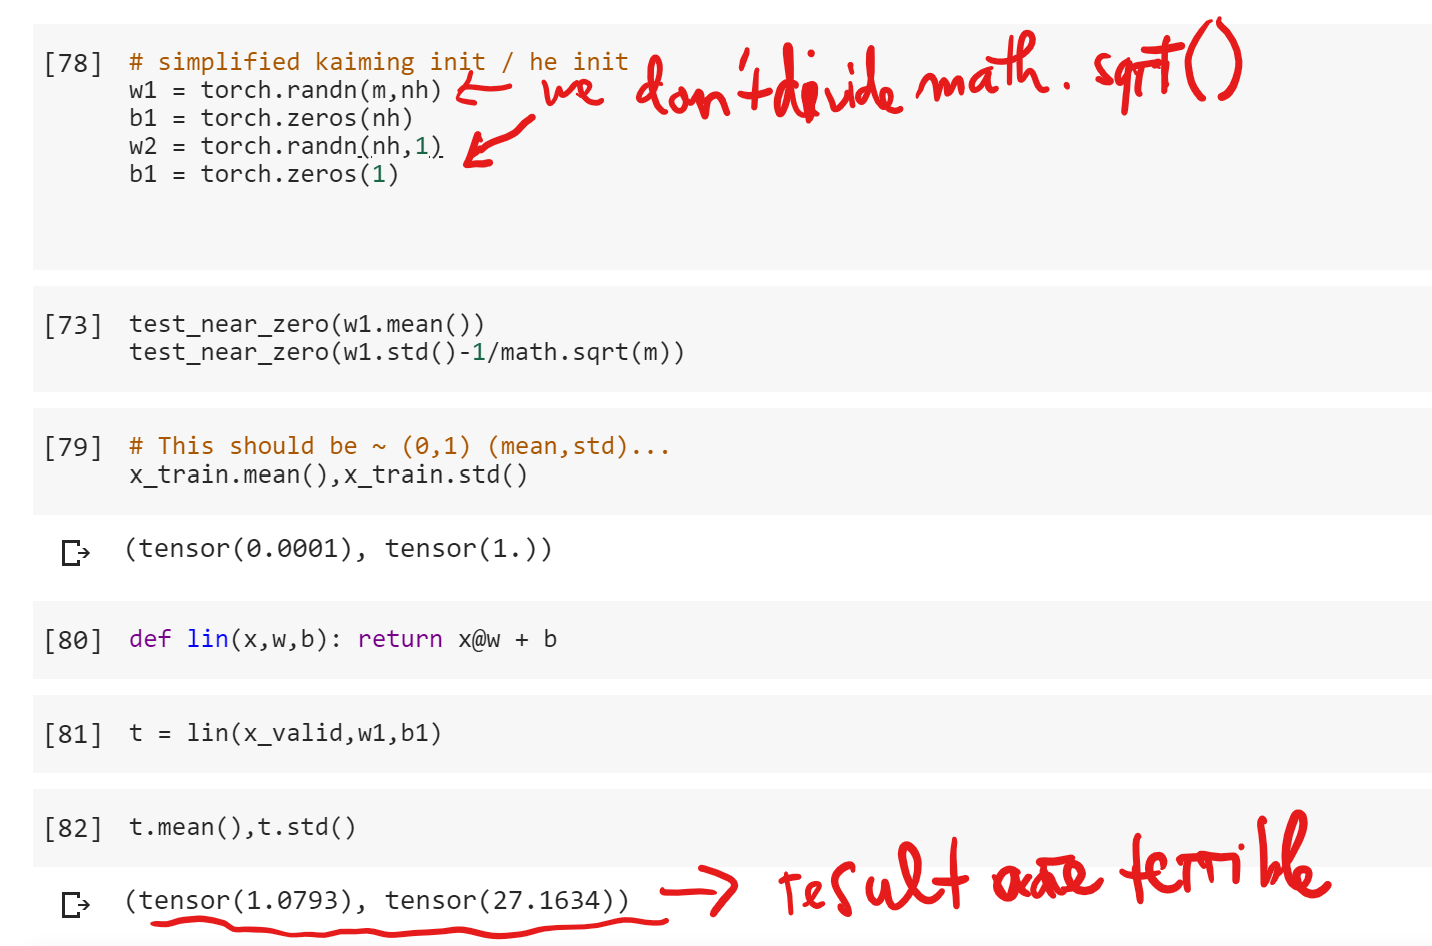 [78] # simplified kaiming init / he init
w1 = torch.randn(m,nh) ← we don't divide math.sqrt()
b1 = torch.zeros(nh)
w2 = torch.randn(nh,1)
b1 = torch.zeros(1)
[73] test_near_zero(w1.mean())
test_near_zero(w1.std()-1/math.sqrt(m))
[79] # This should be ~ (0,1) (mean,std)...
x_train.mean(),x_train.std()
(tensor(0.0001), tensor(1.))
[80] def lin(x,w,b): return x@w + b
[81] t = lin(x_valid,w1,b1)
[82] t.mean(),t.std()
(tensor(1.0793), tensor(27.1634)) → result are terrible